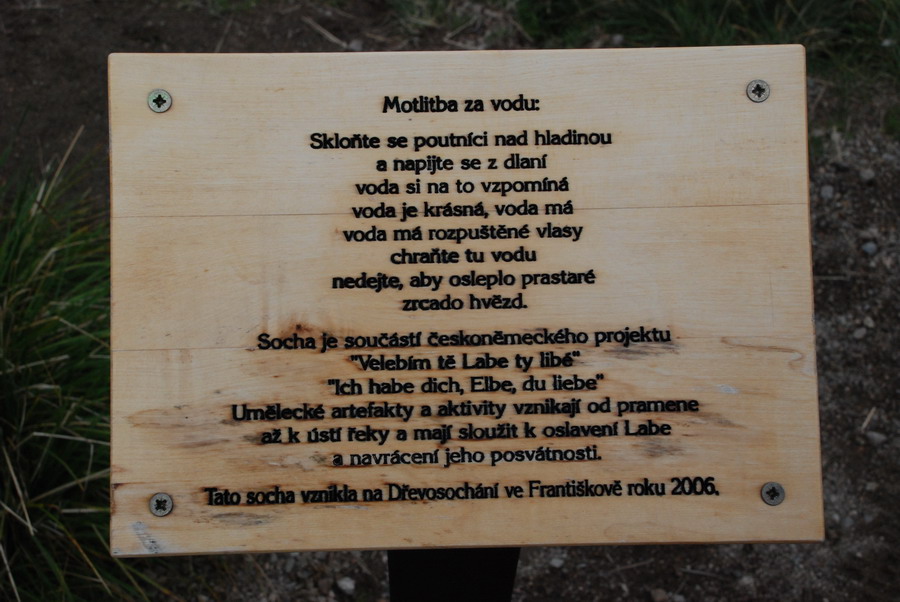 Motlitba za vodu:
Skloňte se poutníci nad hladinou
a napijte se z dlaní
voda si na to vzpomíná
voda je krásná, voda má
voda má rozpuštěné vlasy
chraňte tu vodu
nedejte, aby osleplo prastaré
zrcado hvězd.
Socha je součástí českoněmeckého projektu
"Velebím tě Labe ty libé"
"Ich habe dich, Elbe, du liebe"
Umělecké artefakty a aktivity vznikají od pramene
až k ústí řeky a mají sloužit k oslavení Labe
a navrácení jeho posvátnosti.
Tato socha vznikla na Dřevosochání ve Františkově roku 2006.